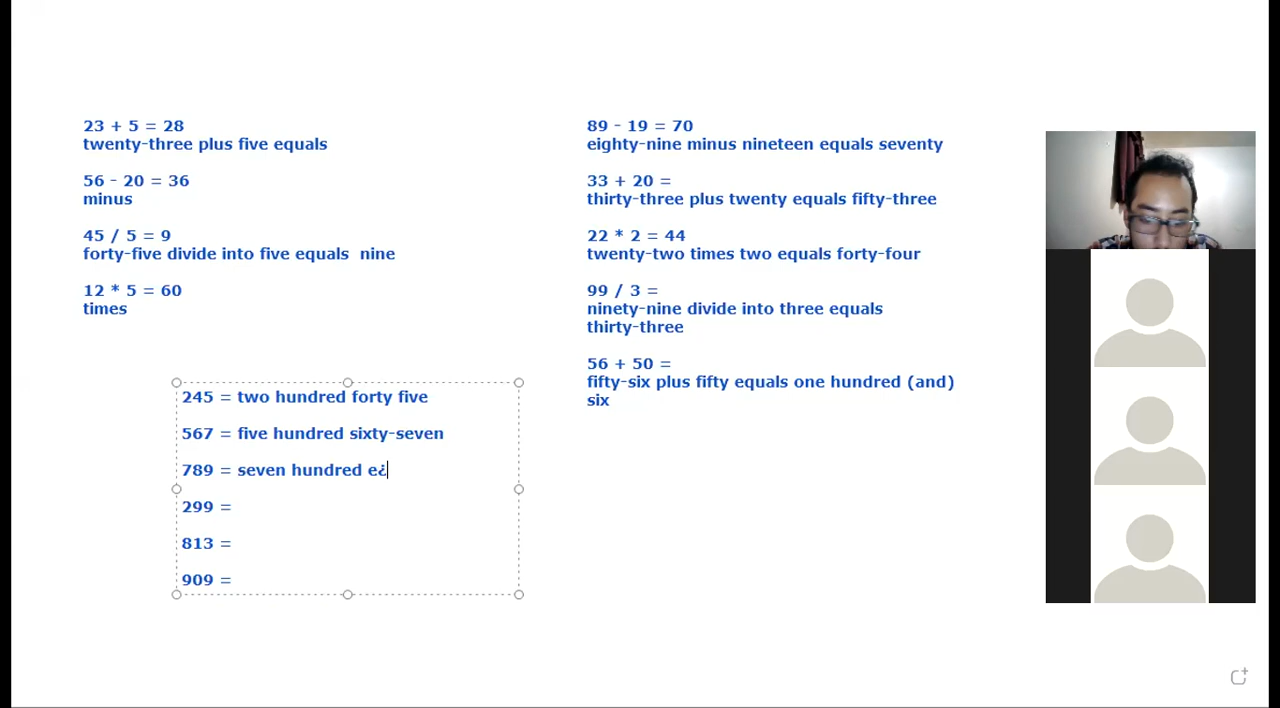 23 + 5 = 28
twenty-three plus five equals
56 - 20 = 36
minus
45 / 5 = 9
forty-five divide into five equals  nine
12 * 5 = 60
times
245 = two hundred forty five
567 = five hundred sixty-seven
789 = seven hundred e¿
299 =
813 =
909 =
89 - 19 = 70
eighty-nine minus nineteen equals seventy
33 + 20 =
thirty-three plus twenty equals fifty-three
22 * 2 = 44
twenty-two times two equals forty-four
99 / 3 =
ninety-nine divide into three equals
thirty-three
56 + 50 =
fifty-six plus fifty equals one hundred (and)
six